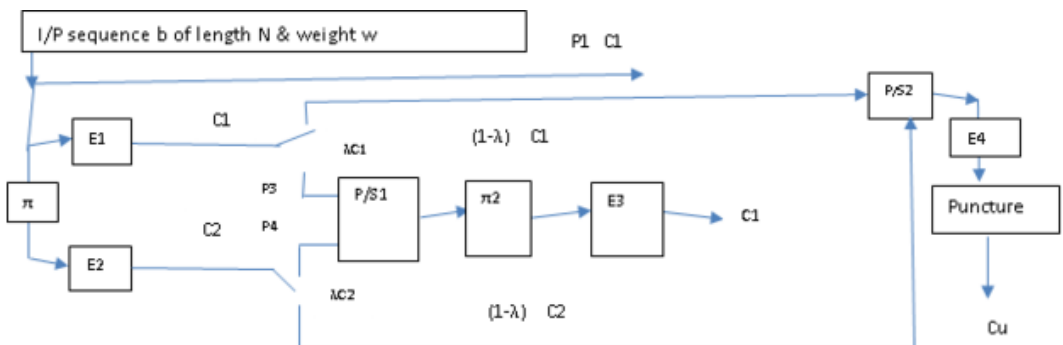 I/P sequence b of length N & weight w
P1 C1
P/S2
C1
E1
(1-λ) C1
E4
λC1
P3
P/S1
π2
E3
π
C2
P4
C1
Puncture
E2
λC2
(1-λ) C2
Cu